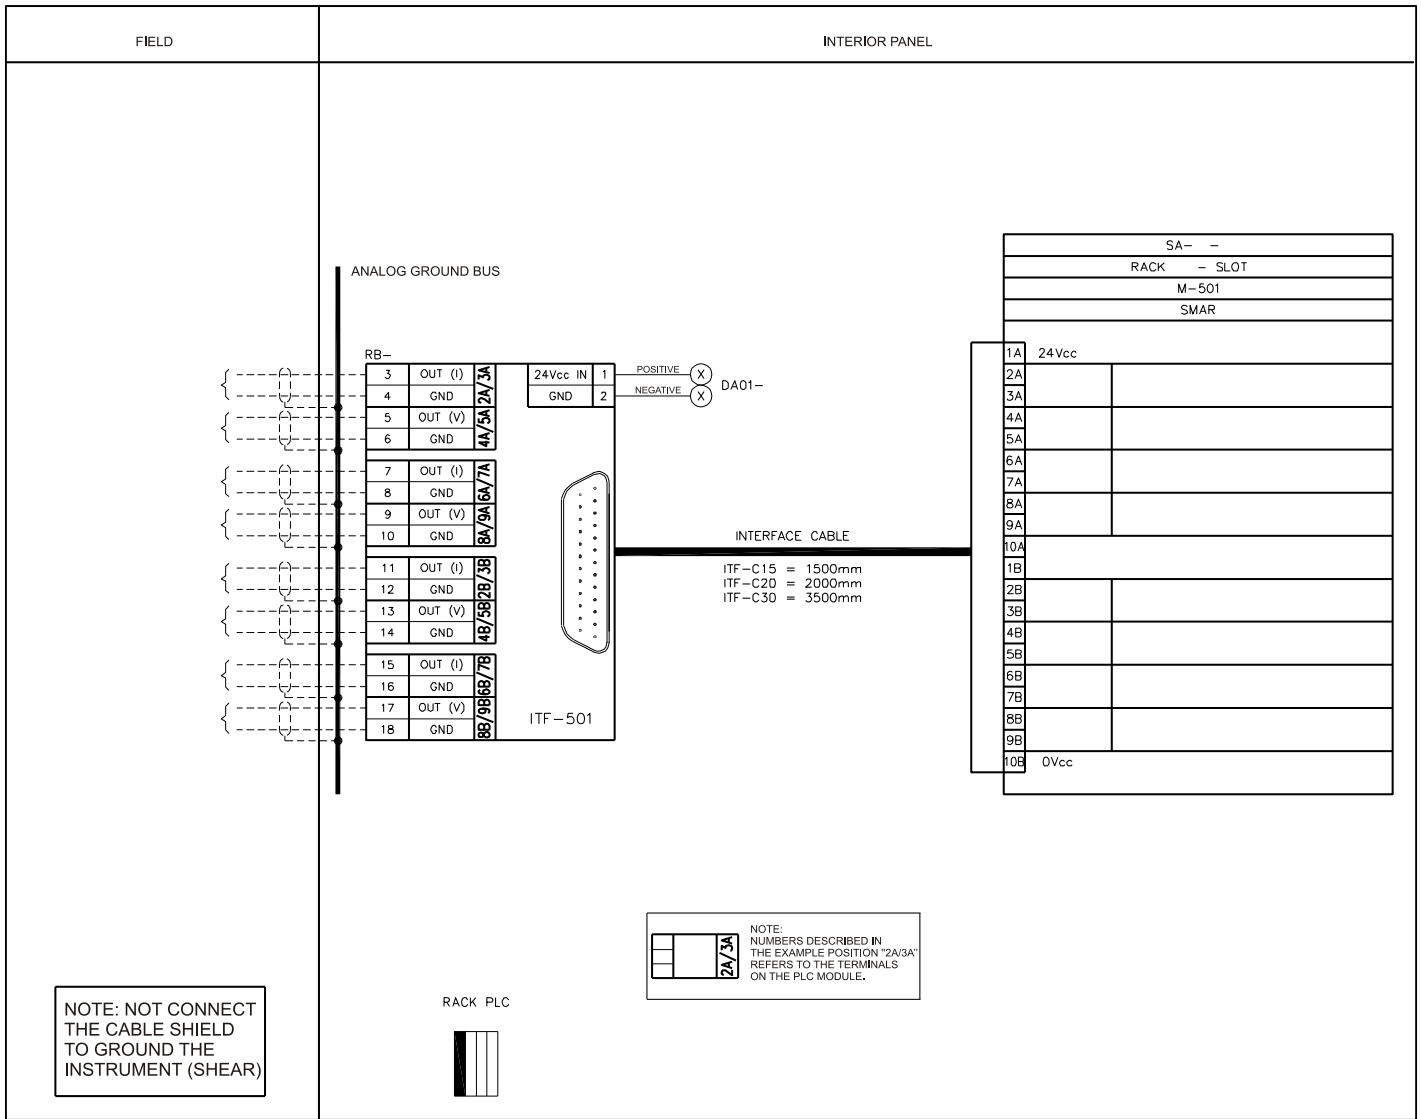 FIELD
INTERIOR PANEL
ANALOG GROUND BUS
RB-
3 OUT (I) 2A/3A
4 GND
5 OUT (V) 4A/5A
6 GND
7 OUT (I) 6A/7A
8 GND
9 OUT (V) 8A/9A
10 GND
11 OUT (I) 2B/3B
12 GND
13 OUT (V) 4B/5B
14 GND
15 OUT (I) 6B/7B
16 GND
17 OUT (V) 8B/9B
18 GND
24Vcc IN 1
GND 2
POSITIVE X
NEGATIVE X
DA01-
ITF-501
INTERFACE CABLE
ITF-C15 = 1500mm
ITF-C20 = 2000mm
ITF-C30 = 3500mm
SA- -
RACK - SLOT
M-501
SMAR
1A 24Vcc
2A
3A
4A
5A
6A
7A
8A
9A
10A
1B
2B
3B
4B
5B
6B
7B
8B
9B
10B 0Vcc
2A/3A
NOTE:
NUMBERS DESCRIBED IN
THE EXAMPLE POSITION "2A/3A"
REFERS TO THE TERMINALS
ON THE PLC MODULE.
NOTE: NOT CONNECT
THE CABLE SHIELD
TO GROUND THE
INSTRUMENT (SHEAR)
RACK PLC